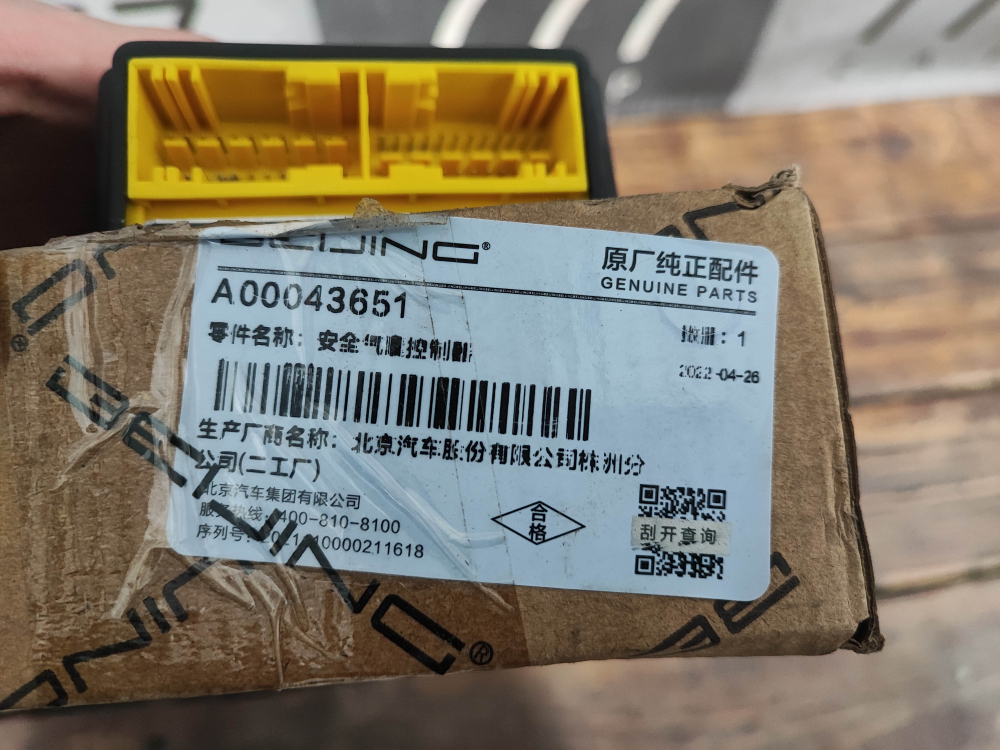 BEIJING®
原厂纯正配件
GENUINE PARTS
A00043651
零件名称: 安全气囊控制器
数量: 1
2022-04-26
生产厂商名称: 北京汽车股份有限公司株洲分
公司(二工厂)
北京汽车集团有限公司
服务热线: 400-810-8100
序列号:
10000211618
合格
刮开查询
BEIJING®